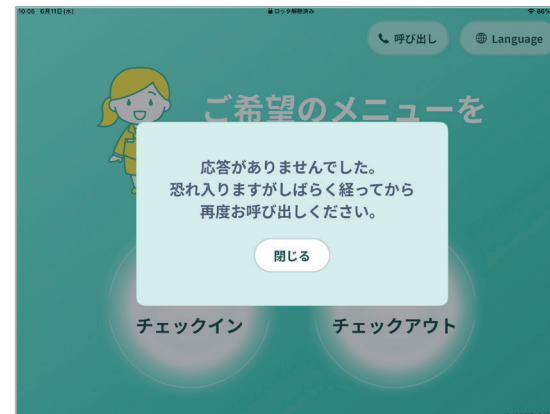 10:06 6月11日(水)
ロック解除済み
86%
呼び出し
Language
ご希望のメニューを
応答がありませんでした。
恐れ入りますがしばらく経ってから
再度お呼び出しください。
閉じる
チェックイン
チェックアウト